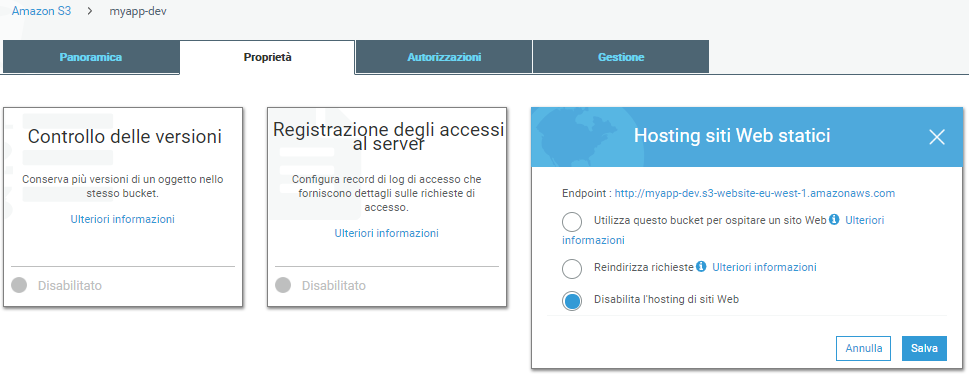 Amazon S3 > myapp-dev
Panoramica
Proprietà
Autorizzazioni
Gestione
Controllo delle versioni
Conserva più versioni di un oggetto nello
stesso bucket.
Ulteriori informazioni
Disabilitato
Registrazione degli accessi
al server
Configura record di log di accesso che
forniscono dettagli sulle richieste di
accesso.
Ulteriori informazioni
Disabilitato
Hosting siti Web statici
Endpoint : http://myapp-dev.s3-website-eu-west-1.amazonaws.com
Utilizza questo bucket per ospitare un sito Web Ulteriori
informazioni
Reindirizza richieste Ulteriori informazioni
Disabilita l'hosting di siti Web
Annulla
Salva